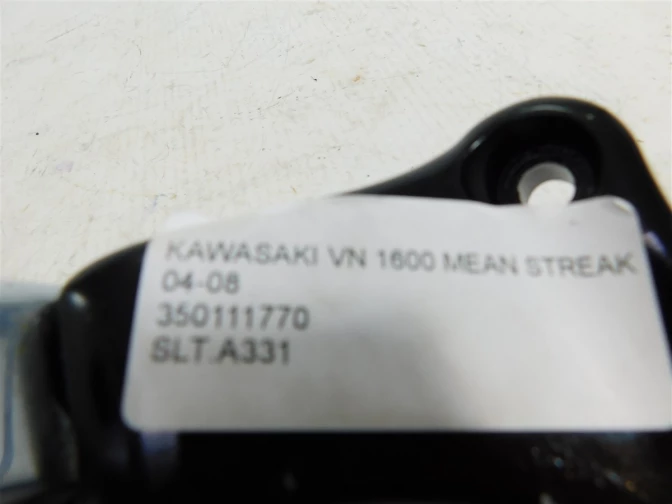 KAWASAKI VN 1600 MEAN STREAK
04-08
350111770
SLT.A331